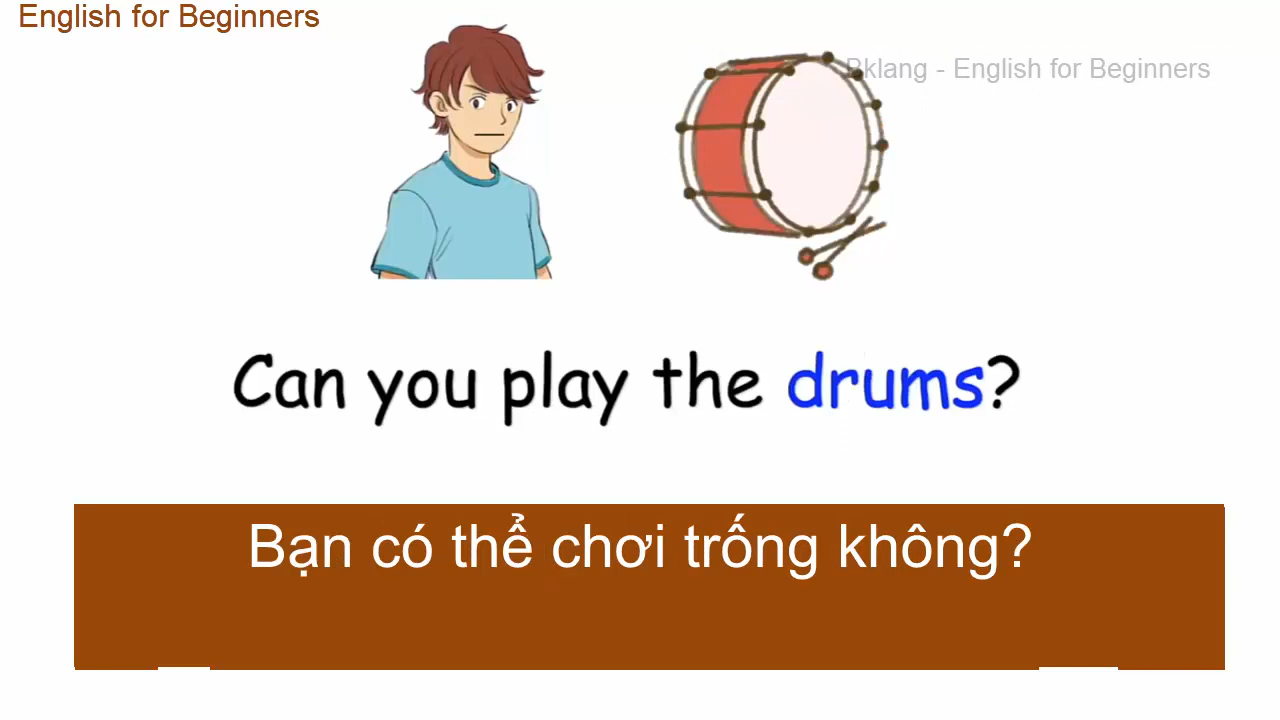 English for Beginners
Bklang - English for Beginners
Can you play the drums?
Bạn có thể chơi trống không?